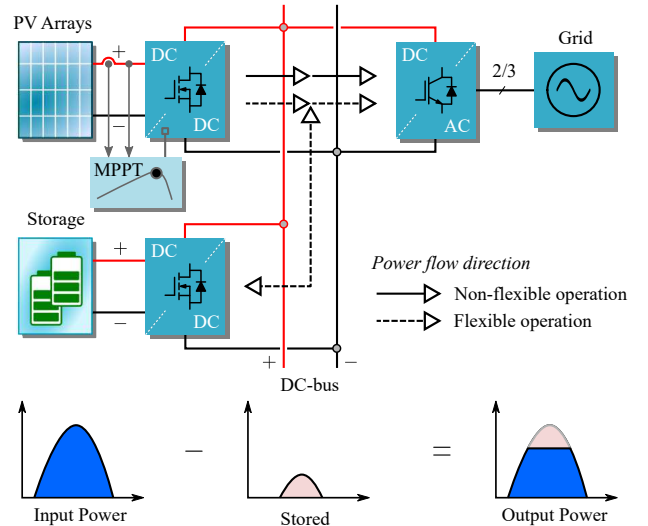 PV Arrays
+
−
DC
DC
MPPT
DC
AC
2/3
Grid
Storage
+
−
DC
DC
Power flow direction
Non-flexible operation
Flexible operation
+
−
DC-bus
−
=
Input Power
Stored
Output Power